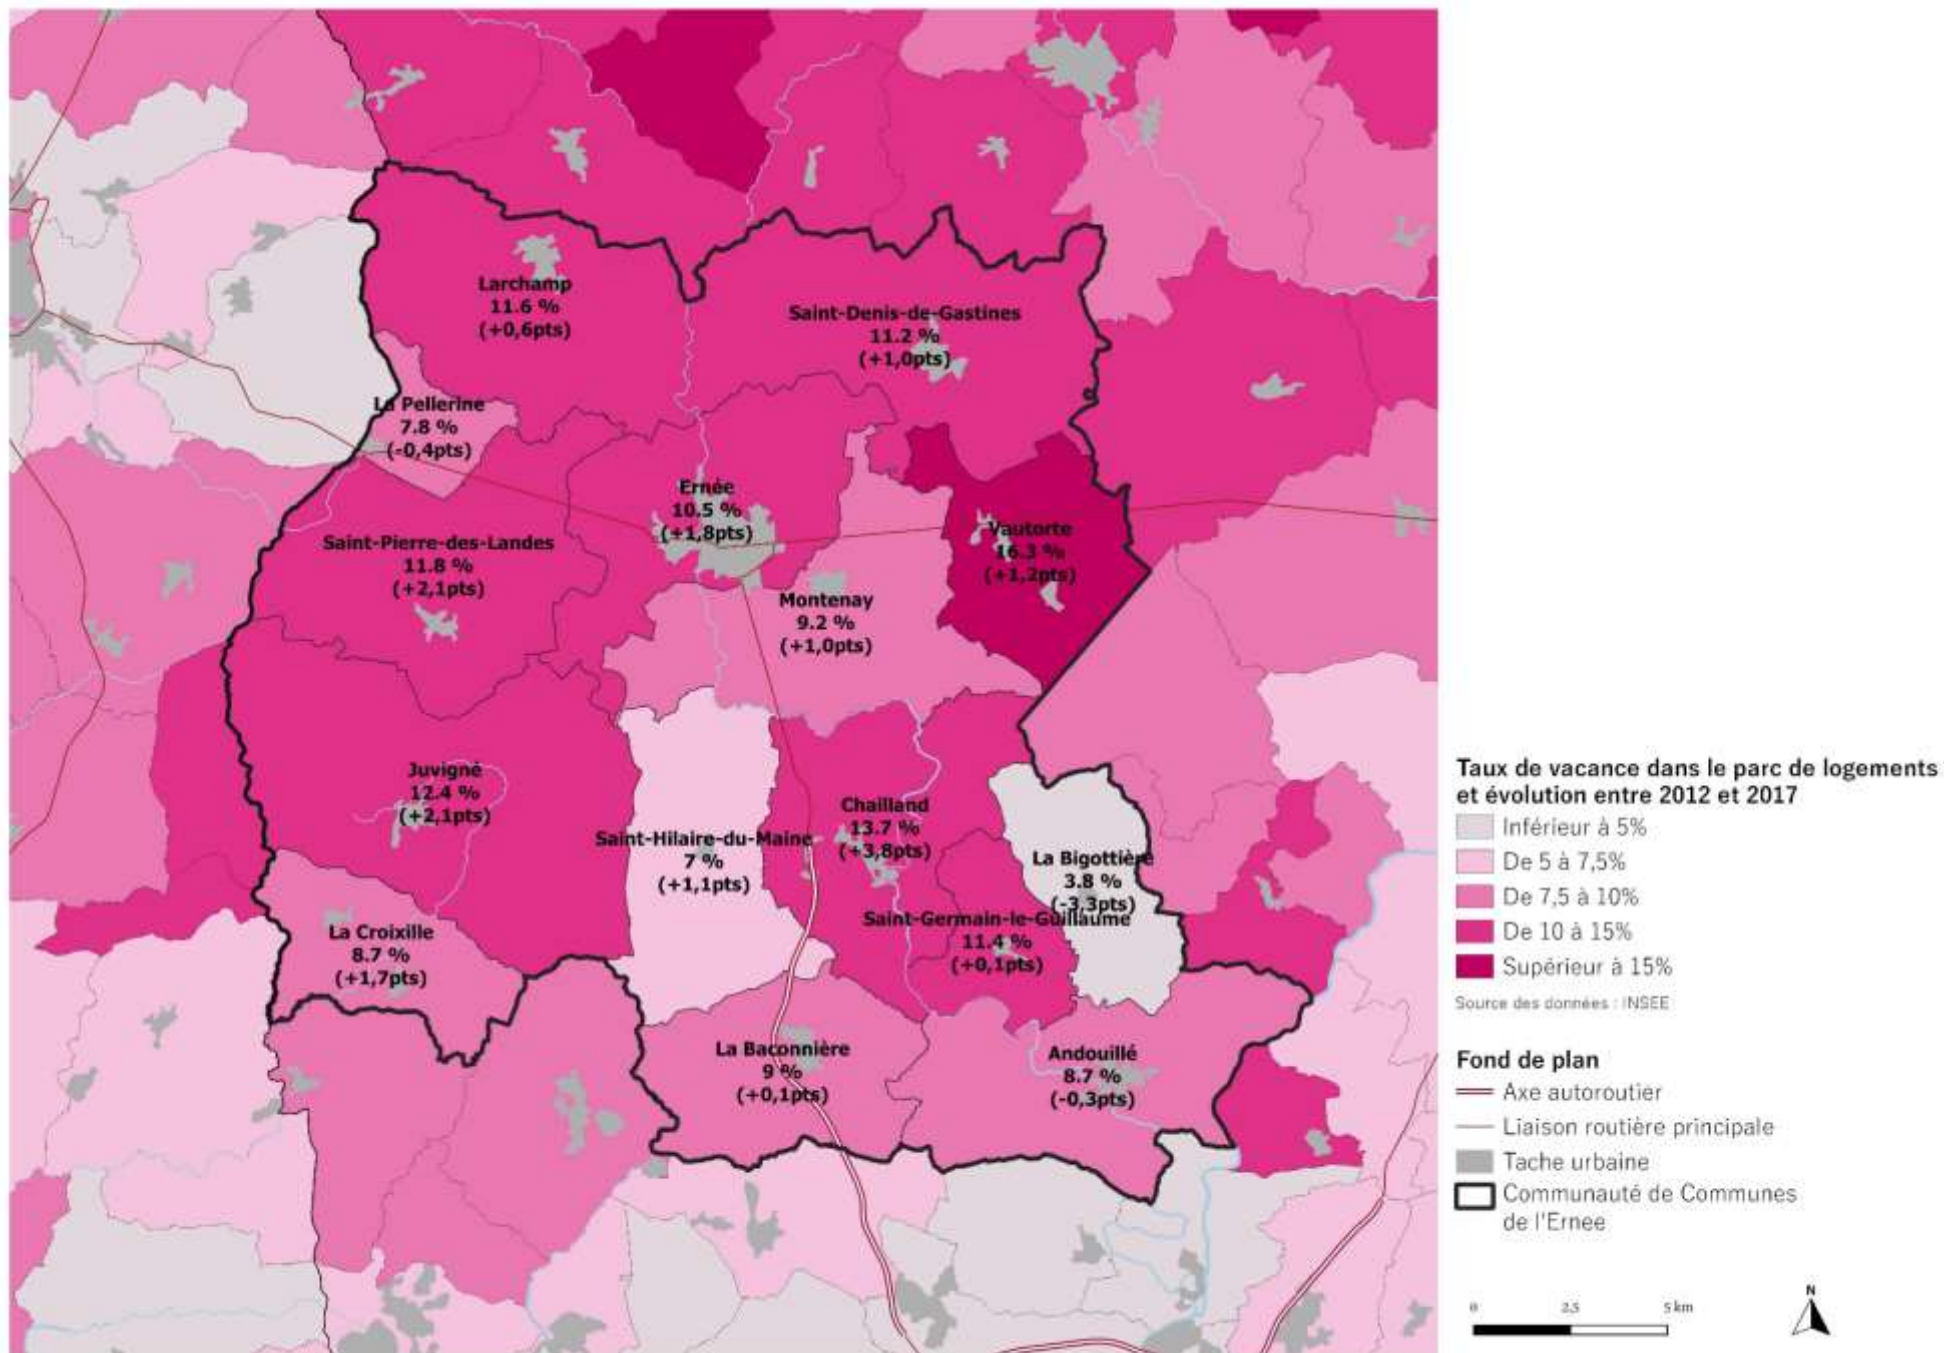 Larchamp
11.6 %
(+0,6pts)
Saint-Denis-de-Gastines
11.2 %
(+1,0pts)
La Pellerine
7.8 %
(-0,4pts)
Ernée
10.5 %
(+1,8pts)
Saint-Pierre-des-Landes
11.8 %
(+2,1pts)
Vautorte
16.3 %
(+1,2pts)
Montenay
9.2 %
(+1,0pts)
Juvigné
12.4 %
(+2,1pts)
Saint-Hilaire-du-Maine
7 %
(+1,1pts)
Chailland
13.7 %
(+3,8pts)
La Bigottière
3.8 %
(-3,3pts)
Saint-Germain-le-Guillaume
11.4 %
(+0,1pts)
La Croixille
8.7 %
(+1,7pts)
La Baconnière
9 %
(+0,1pts)
Andouillé
8.7 %
(-0,3pts)
Taux de vacance dans le parc de logements
et évolution entre 2012 et 2017
Inférieur à 5%
De 5 à 7,5%
De 7,5 à 10%
De 10 à 15%
Supérieur à 15%
Source des données : INSEE
Fond de plan
Axe autoroutier
Liaison routière principale
Tache urbaine
Communauté de Communes
de l'Ernee
0 2,5 5 km
N